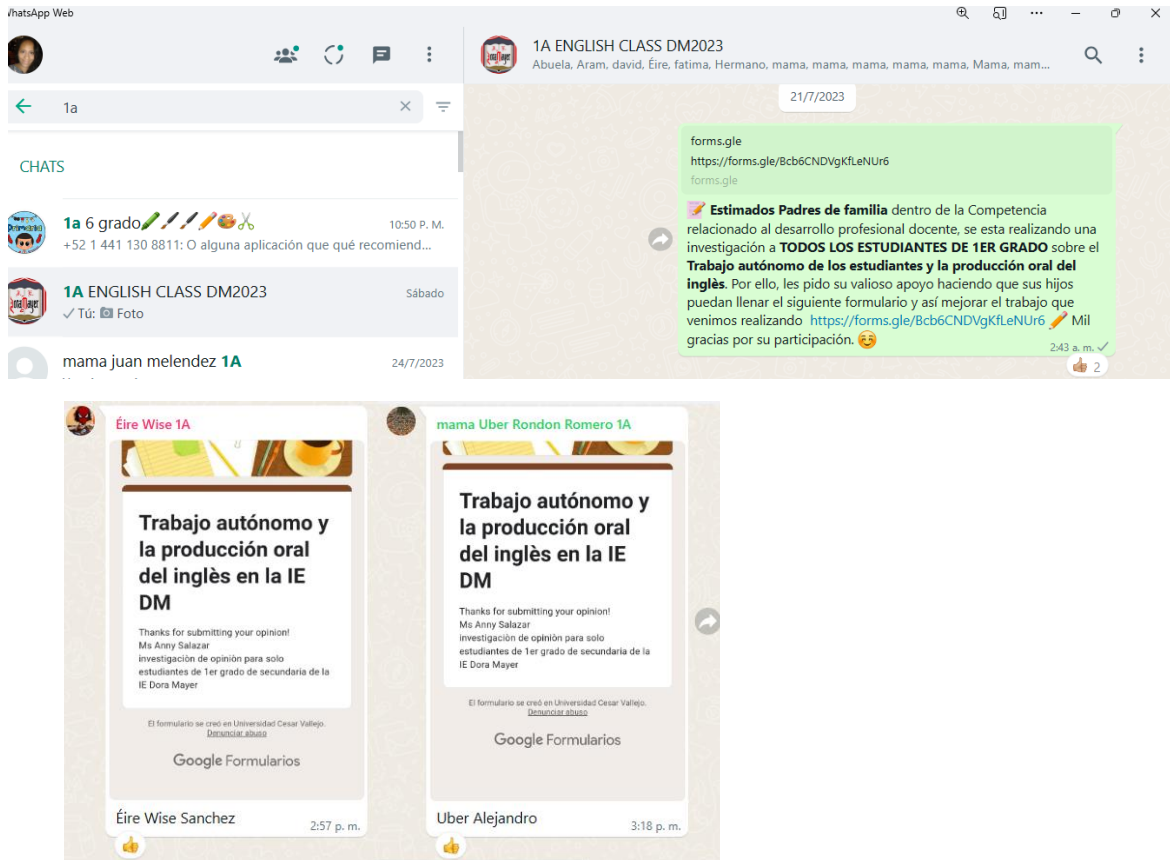 WhatsApp Web
1a
CHATS
1a 6 grado
10:50 P. M.
+52 1 441 130 8811: O alguna aplicación que qué recomiend...
1A ENGLISH CLASS DM2023
Sábado
Tú: Foto
mama juan melendez 1A
24/7/2023
1A ENGLISH CLASS DM2023
Abuela, Aram, david, Éire, fatima, Hermano, mama, mama, mama, mama, mama, Mama, mam...
21/7/2023
forms.gle
https://forms.gle/Bcb6CNDVgKfLeNUr6
forms.gle
📝 Estimados Padres de familia dentro de la Competencia
relacionado al desarrollo profesional docente, se esta realizando una
investigación a TODOS LOS ESTUDIANTES DE 1ER GRADO sobre el
Trabajo autónomo de los estudiantes y la producción oral del
inglès. Por ello, les pido su valioso apoyo haciendo que sus hijos
puedan llenar el siguiente formulario y así mejorar el trabajo que
venimos realizando https://forms.gle/Bcb6CNDVgKfLeNUr6 ✏️ Mil
gracias por su participación. ☺️
2:43 a. m.
2
Éire Wise 1A
Trabajo autónomo y
la producción oral
del inglès en la IE
DM
Thanks for submitting your opinion!
Ms Anny Salazar
investigaciòn de opiniòn para solo
estudiantes de 1er grado de secundaria de la
IE Dora Mayer
El formulario se creó en Universidad Cesar Vallejo.
Denunciar abuso
Google Formularios
Éire Wise Sanchez
2:57 p. m.
mama Uber Rondon Romero 1A
Trabajo autónomo y
la producción oral
del inglès en la IE
DM
Thanks for submitting your opinion!
Ms Anny Salazar
investigaciòn de opiniòn para solo
estudiantes de 1er grado de secundaria de la
IE Dora Mayer
El formulario se creó en Universidad Cesar Vallejo.
Denunciar abuso
Google Formularios
Uber Alejandro
3:18 p. m.